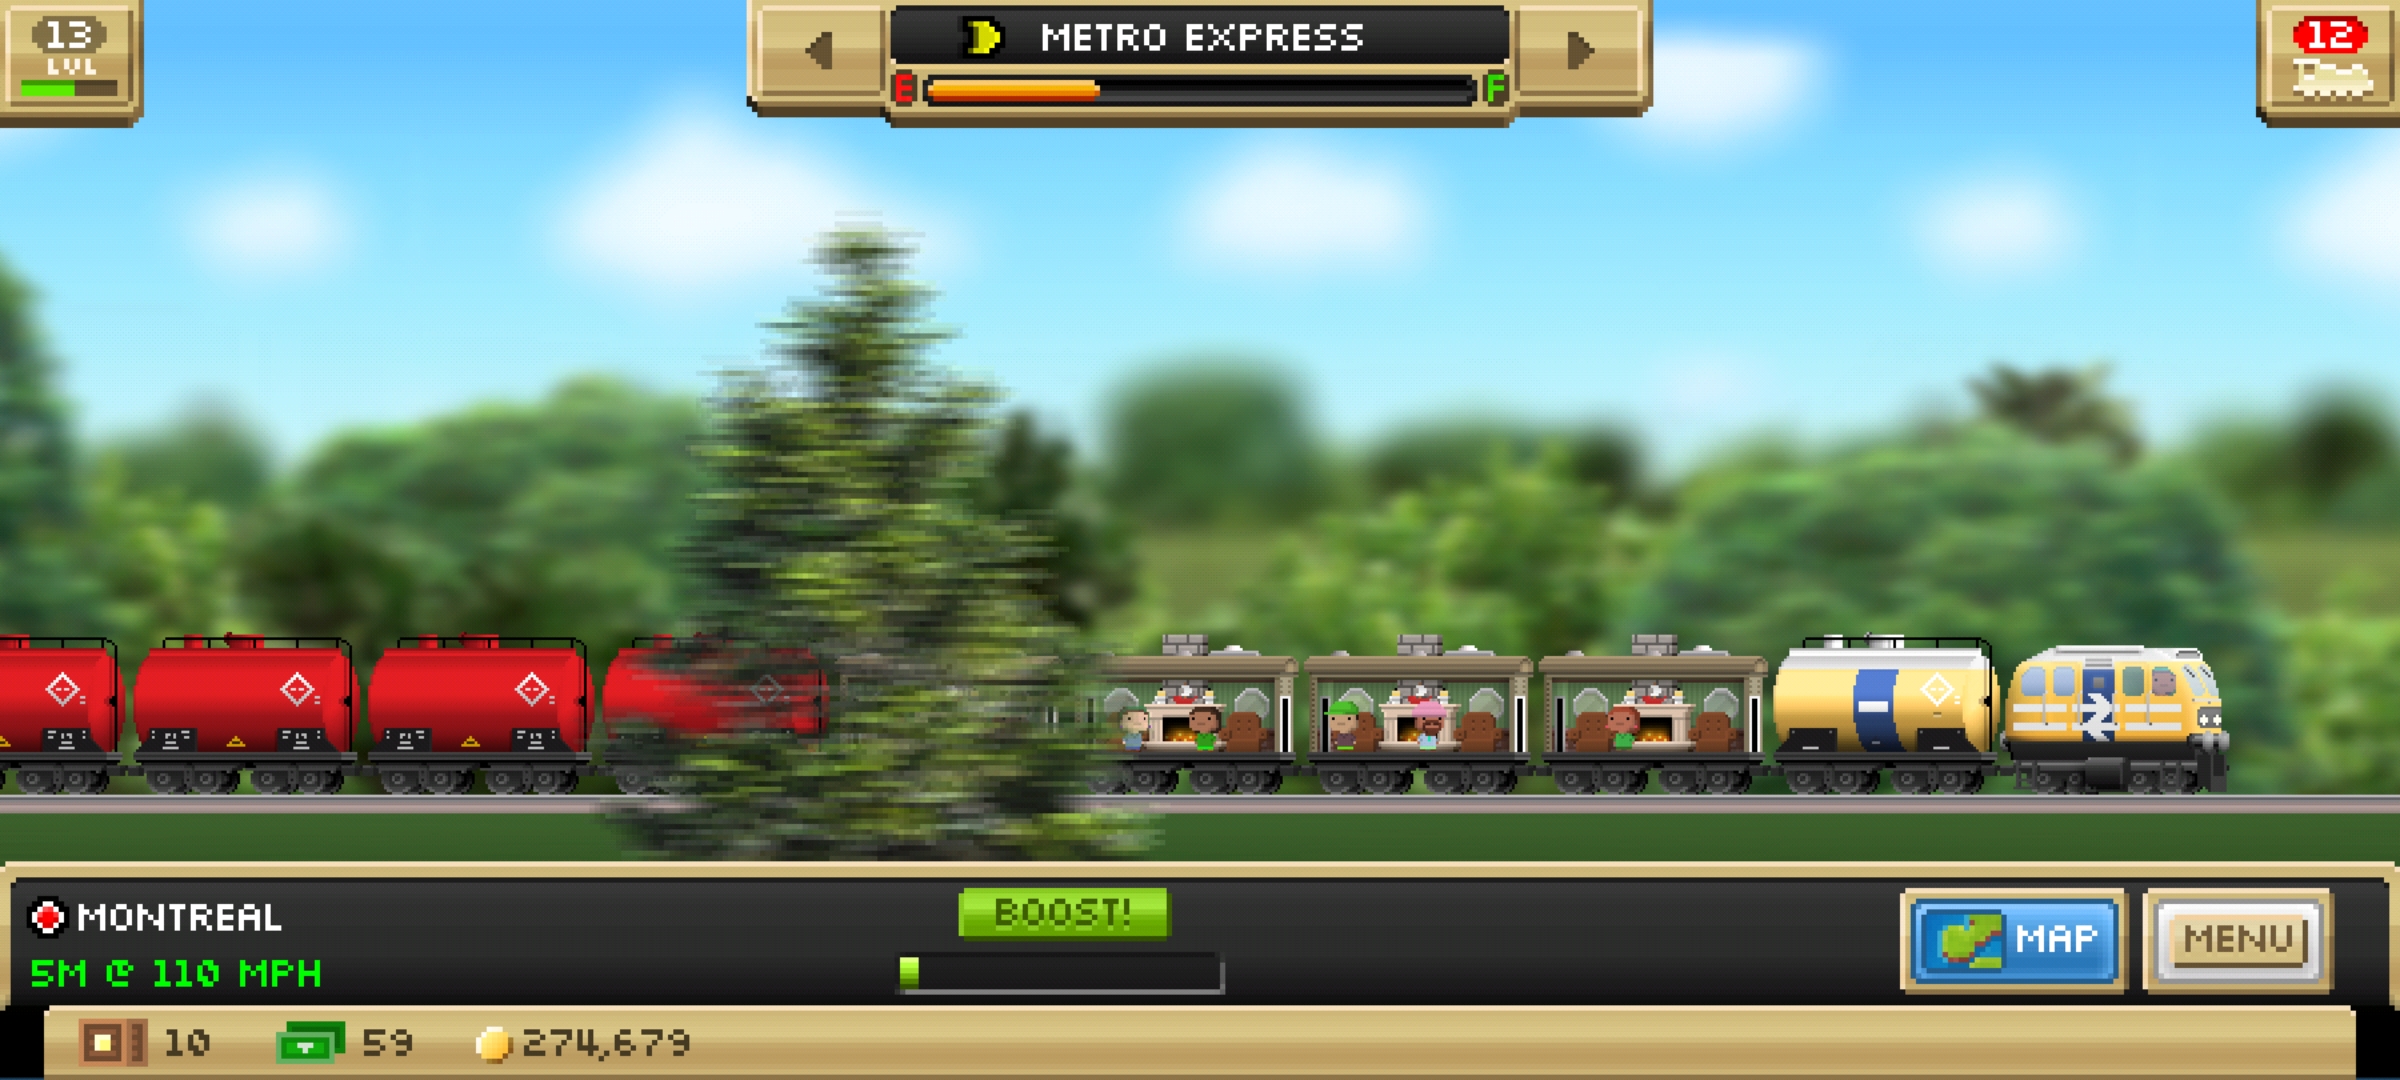 13
LVL
METRO EXPRESS
E
F
12
MONTREAL
5M @ 110 MPH
BOOST!
MAP
MENU
10
59
274,679